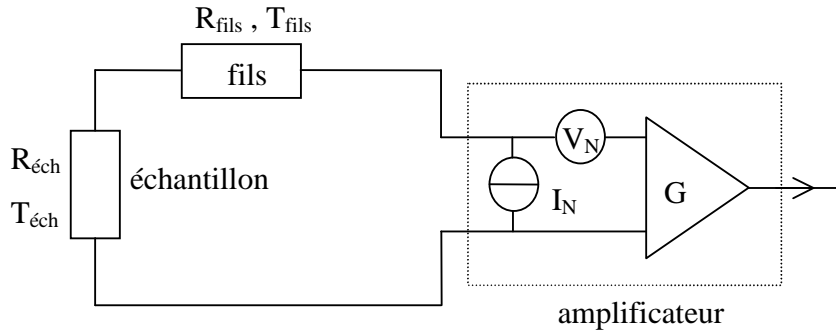 R_fils , T_fils
fils
R_éch
T_éch
échantillon
V_N
I_N
G
amplificateur